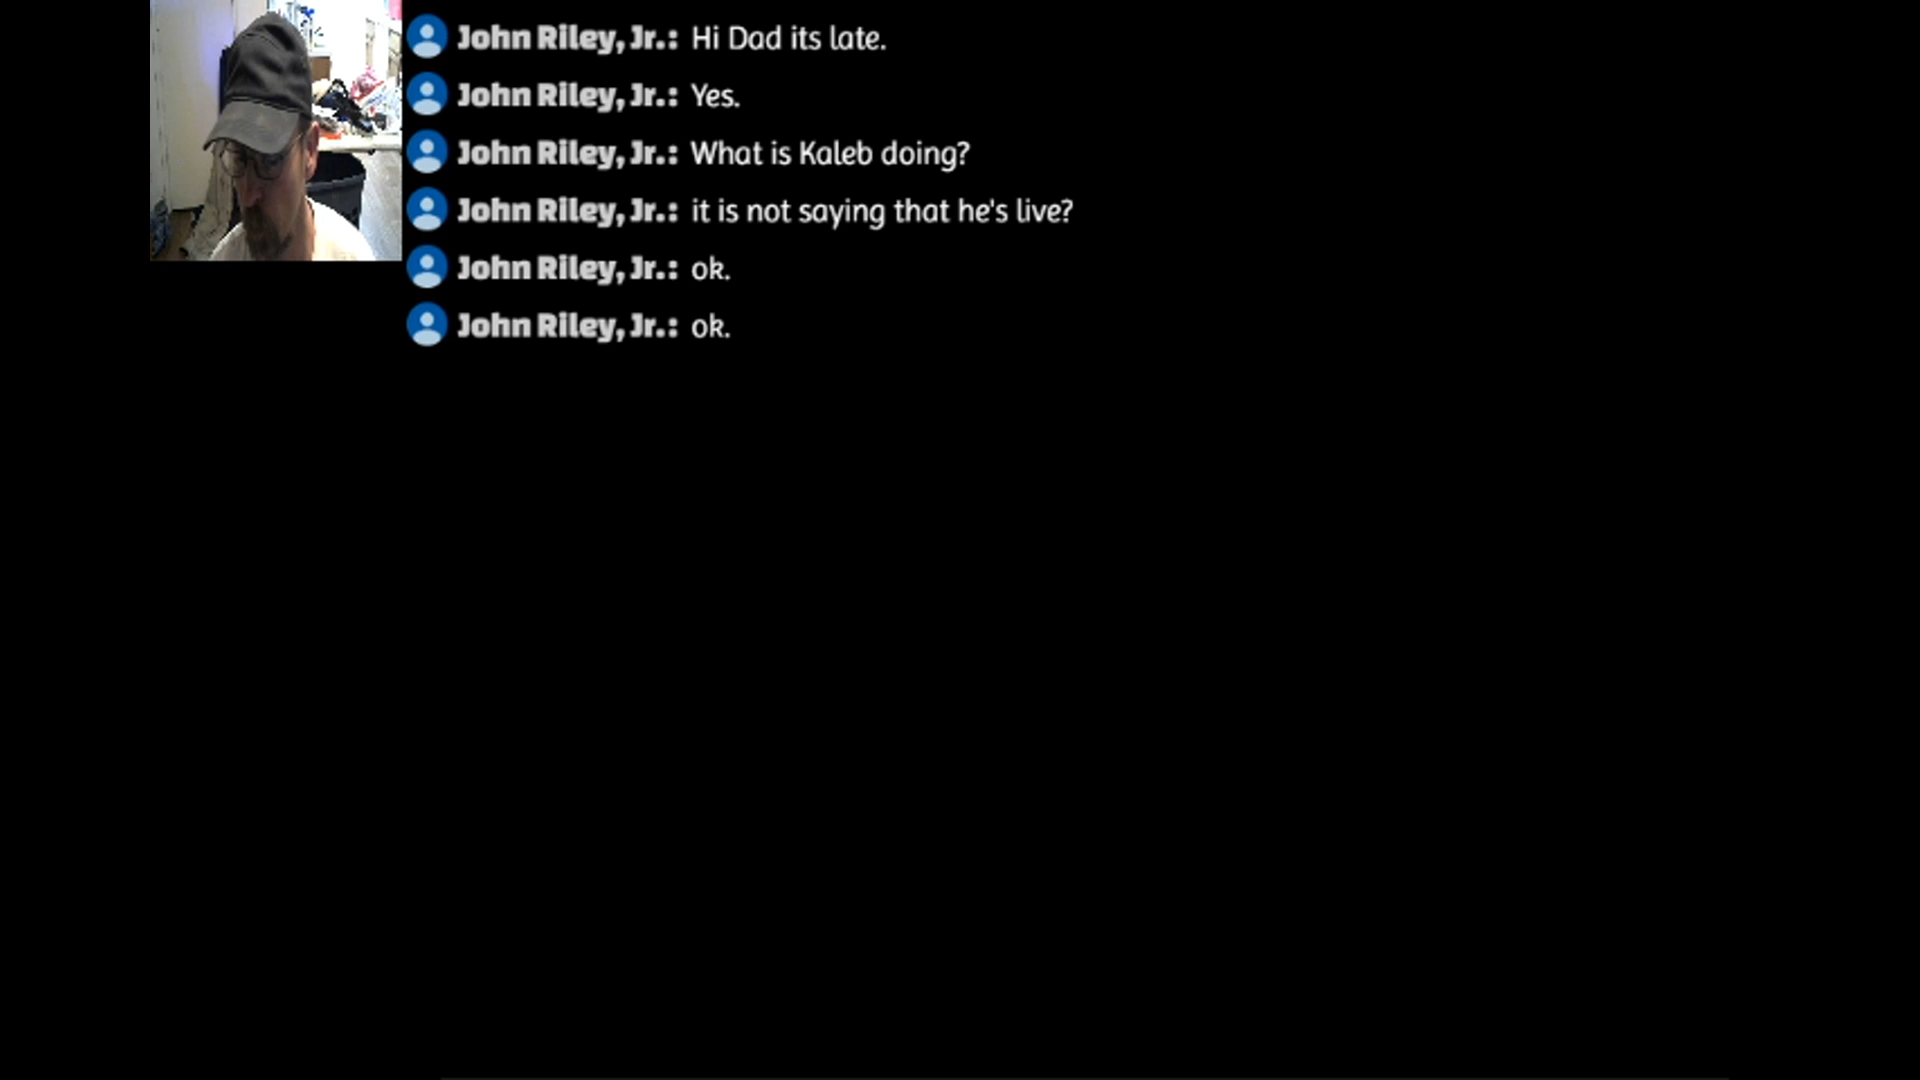 John Riley, Jr.: Hi Dad its late.
John Riley, Jr.: Yes.
John Riley, Jr.: What is Kaleb doing?
John Riley, Jr.: it is not saying that he's live?
John Riley, Jr.: ok.
John Riley, Jr.: ok.